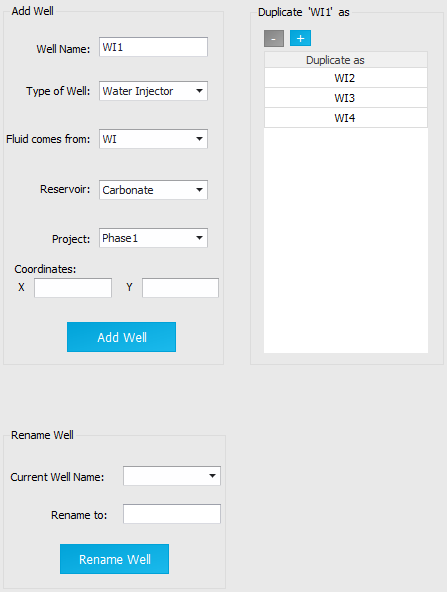 Add Well
Well Name: WI1
Type of Well: Water Injector
Fluid comes from: WI
Reservoir: Carbonate
Project: Phase1
Coordinates:
X Y
Add Well
Duplicate 'WI1' as
- +
Duplicate as
WI2
WI3
WI4
Rename Well
Current Well Name:
Rename to:
Rename Well